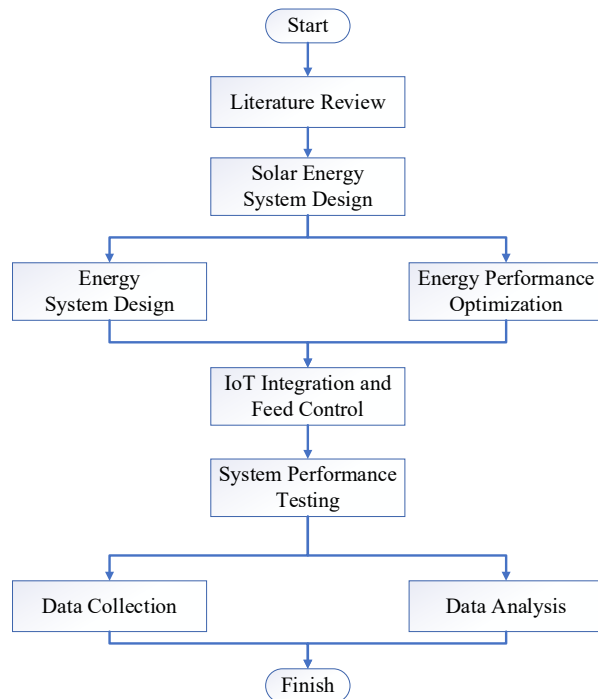 Start
Literature Review
Solar Energy
System Design
Energy
System Design
Energy Performance
Optimization
IoT Integration and
Feed Control
System Performance
Testing
Data Collection
Data Analysis
Finish